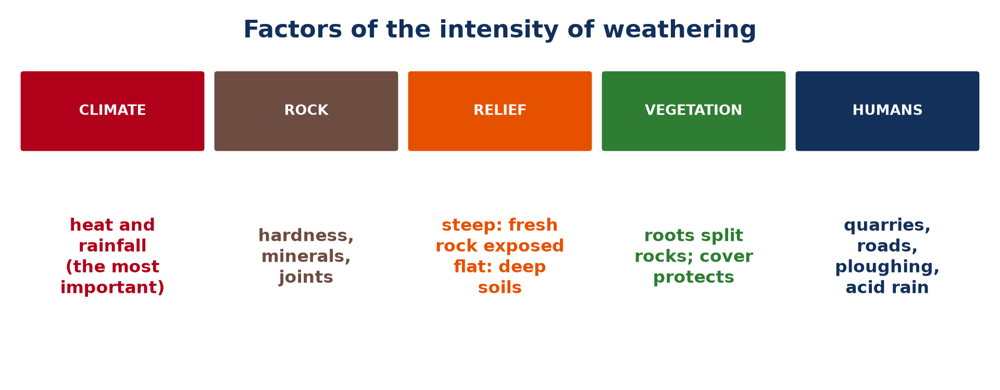 Factors of the intensity of weathering
CLIMATE
ROCK
RELIEF
VEGETATION
HUMANS
heat and
rainfall
(the most
important)
hardness,
minerals,
joints
steep: fresh
rock exposed
flat: deep
soils
roots split
rocks; cover
protects
quarries,
roads,
ploughing,
acid rain